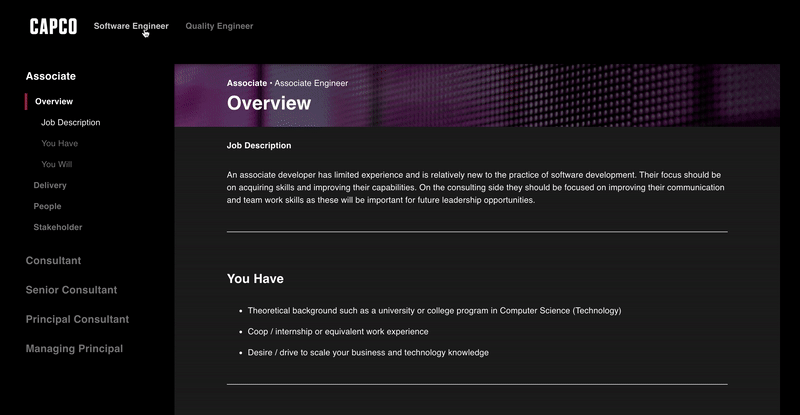 CAPCO
Software Engineer
Quality Engineer
Associate
Overview
Job Description
You Have
You Will
Delivery
People
Stakeholder
Consultant
Senior Consultant
Principal Consultant
Managing Principal
Associate • Associate Engineer
Overview
Job Description
An associate developer has limited experience and is relatively new to the practice of software development. Their focus should be
on acquiring skills and improving their capabilities. On the consulting side they should be focused on improving their communication
and team work skills as these will be important for future leadership opportunities.
You Have
• Theoretical background such as a university or college program in Computer Science (Technology)
• Coop / internship or equivalent work experience
• Desire / drive to scale your business and technology knowledge